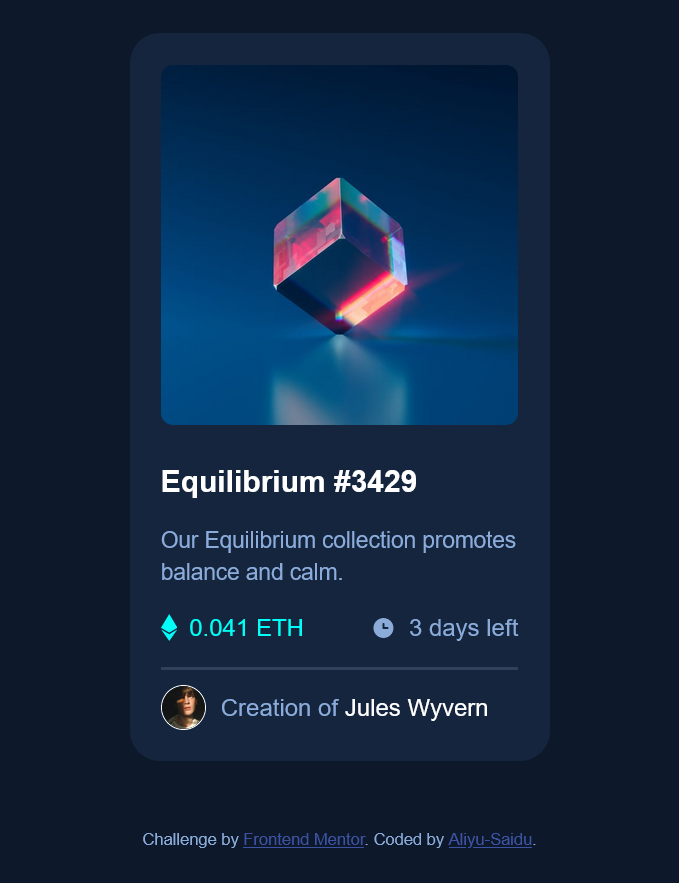 Equilibrium #3429
Our Equilibrium collection promotes
balance and calm.
0.041 ETH 3 days left
Creation of Jules Wyvern
Challenge by Frontend Mentor. Coded by Aliyu-Saidu.